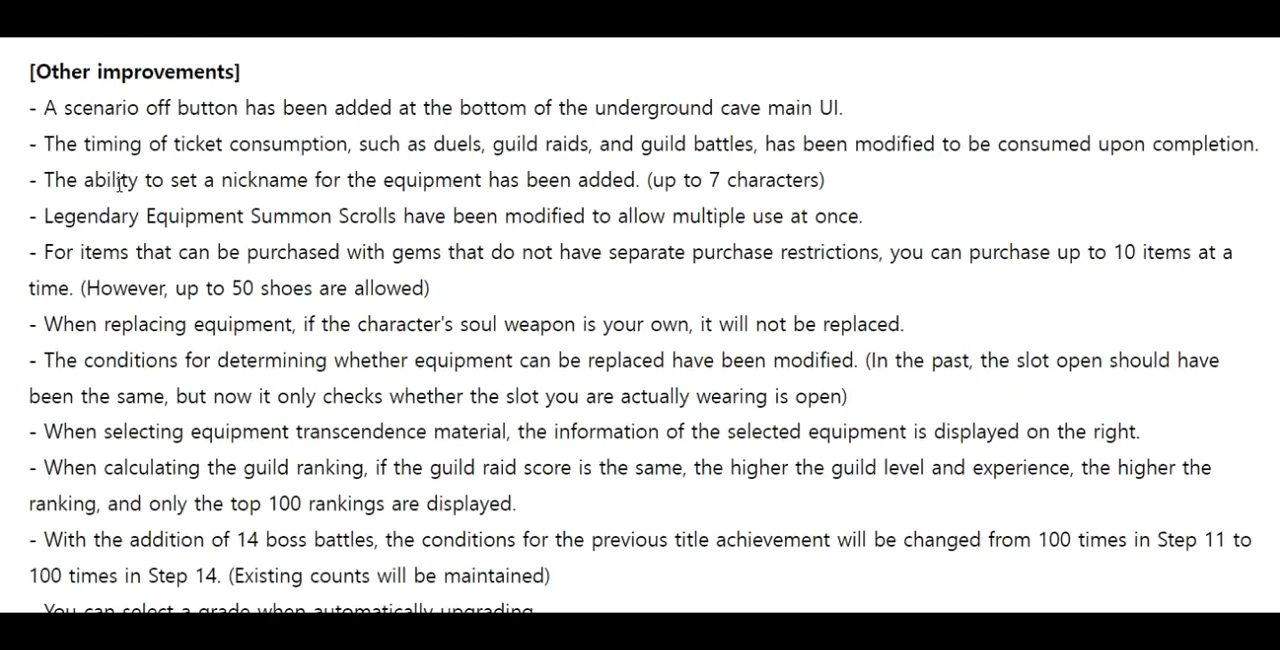 [Other improvements]
- A scenario off button has been added at the bottom of the underground cave main UI.
- The timing of ticket consumption, such as duels, guild raids, and guild battles, has been modified to be consumed upon completion.
- The ability to set a nickname for the equipment has been added. (up to 7 characters)
- Legendary Equipment Summon Scrolls have been modified to allow multiple use at once.
- For items that can be purchased with gems that do not have separate purchase restrictions, you can purchase up to 10 items at a
time. (However, up to 50 shoes are allowed)
- When replacing equipment, if the character's soul weapon is your own, it will not be replaced.
- The conditions for determining whether equipment can be replaced have been modified. (In the past, the slot open should have
been the same, but now it only checks whether the slot you are actually wearing is open)
- When selecting equipment transcendence material, the information of the selected equipment is displayed on the right.
- When calculating the guild ranking, if the guild raid score is the same, the higher the guild level and experience, the higher the
ranking, and only the top 100 rankings are displayed.
- With the addition of 14 boss battles, the conditions for the previous title achievement will be changed from 100 times in Step 11 to
100 times in Step 14. (Existing counts will be maintained)
You can select a grade when automatically upgrading